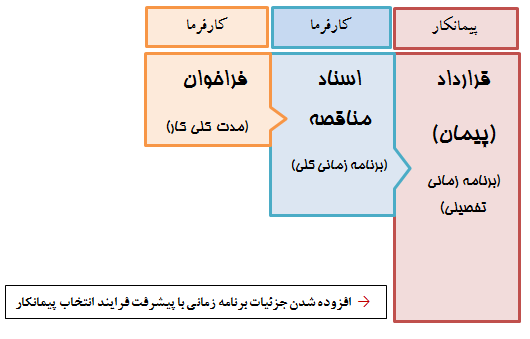 کارفرما
کارفرما
پیمانکار
فراخوان
(مدت کلی کار)
اسناد
مناقصه
(برنامه زمانی کلی)
قرارداد
(پیمان)
(برنامه زمانی
تفصیلی)
→ افزوده شدن جزئیات برنامه زمانی با پیشرفت فرایند انتخاب پیمانکار